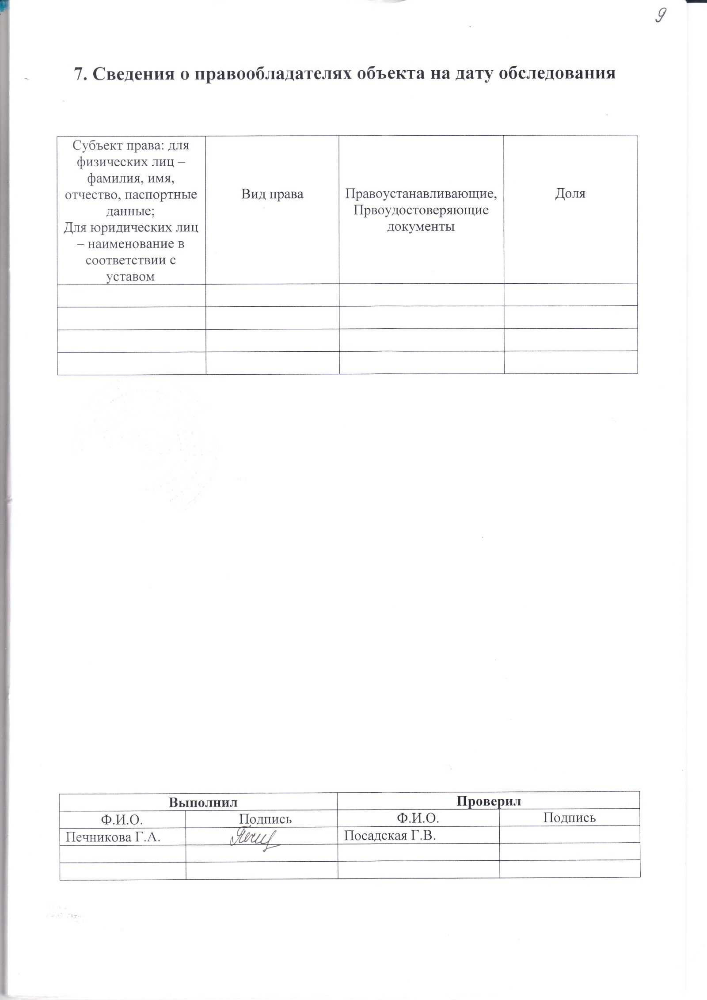 9
7. Сведения о правообладателях объекта на дату обследования
Субъект права: для
физических лиц –
фамилия, имя,
отчество, паспортные
данные;
Для юридических лиц
– наименование в
соответствии с
уставом
Вид права
Правоустанавливающие,
Првоудостоверяющие
документы
Доля
Выполнил
Проверил
Ф.И.О.
Подпись
Ф.И.О.
Подпись
Печникова Г.А.
Посадская Г.В.